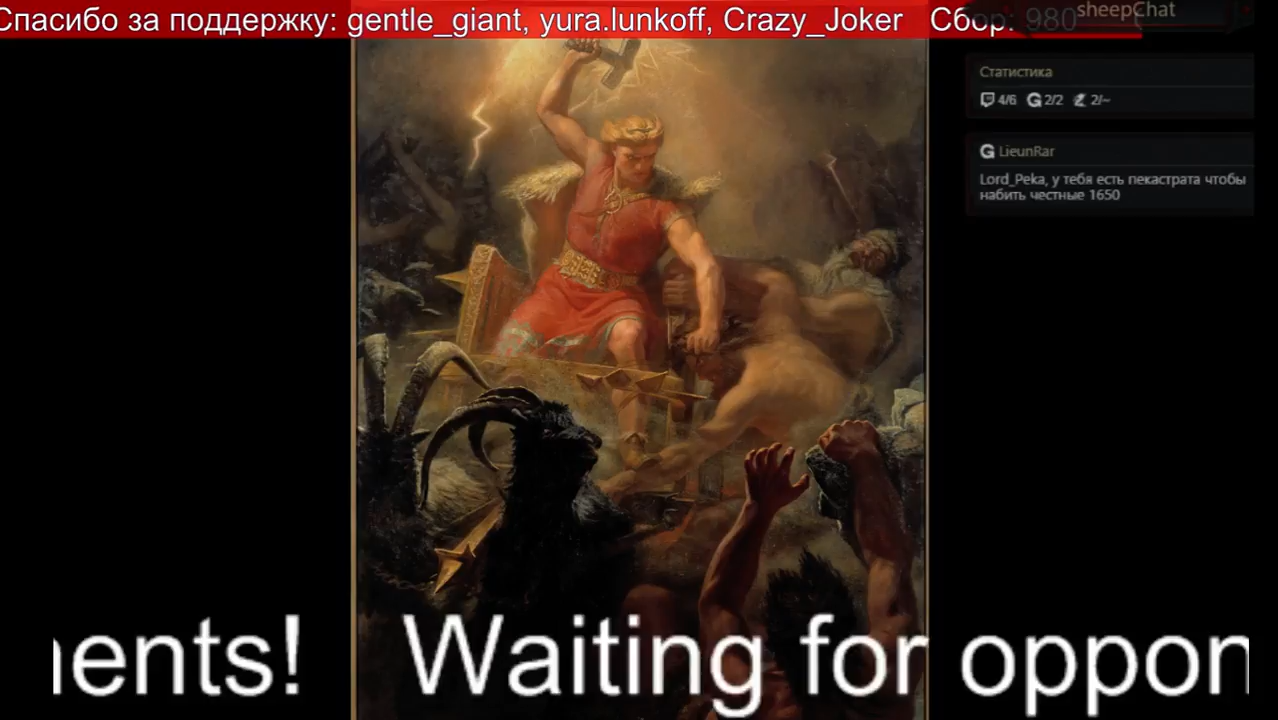 Спасибо за поддержку: gentle_giant, yura.lunkoff, Crazy_Joker Сбор: 980
sheepChat
Статистика
4/6 2/2 2/~
LieunRar
Lord_Peka, у тебя есть пекастрата чтобы
набить честные 1650
ents! Waiting for oppon